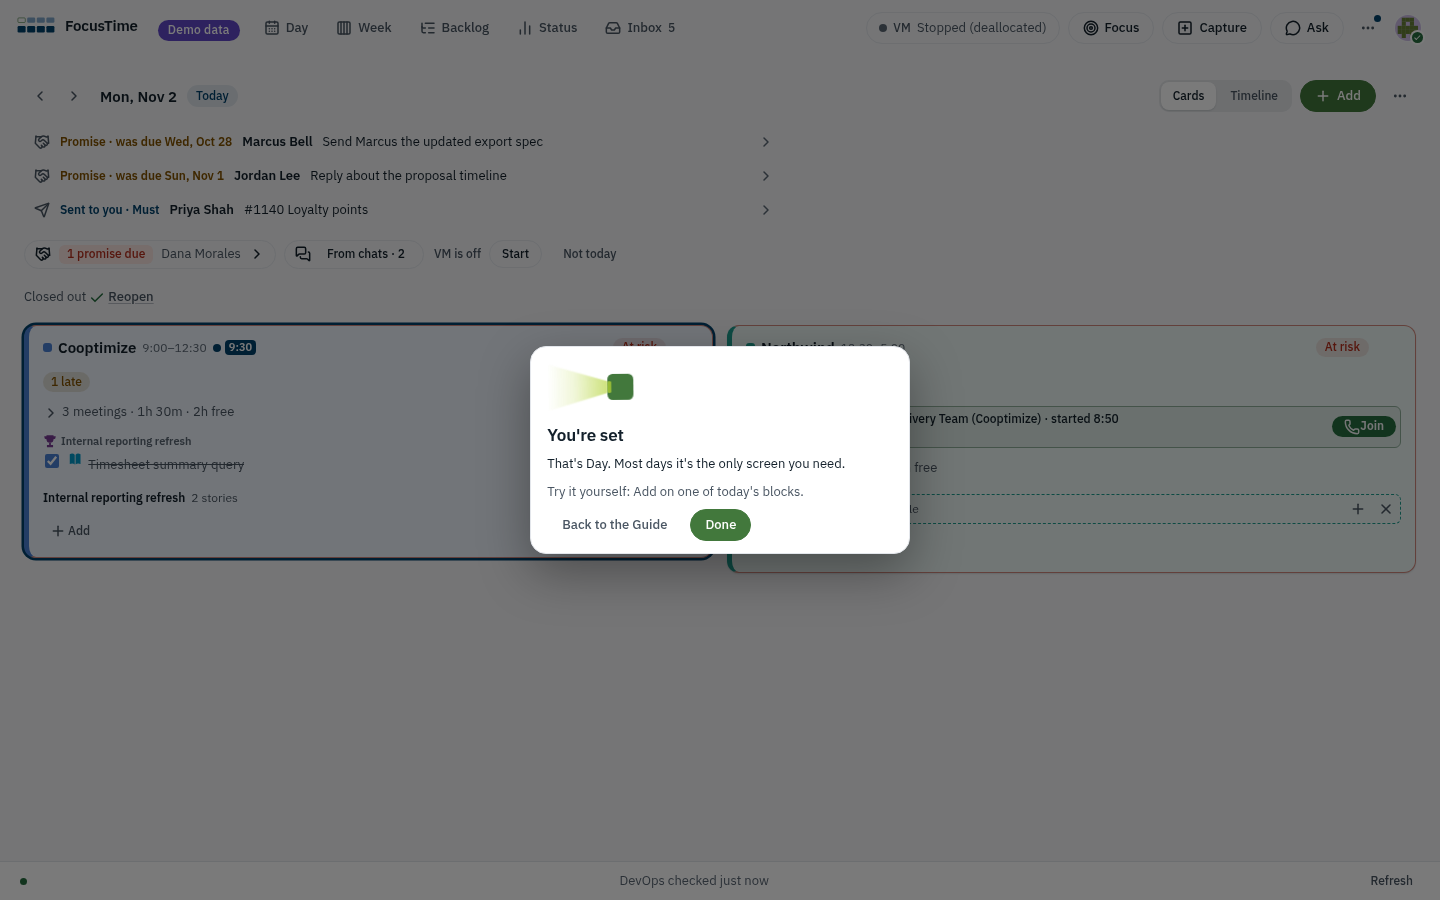 FocusTime
Demo data
Day
Week
Backlog
Status
Inbox 5
VM Stopped (deallocated)
Focus
Capture
Ask
Mon, Nov 2
Today
Cards
Timeline
Add
Promise · was due Wed, Oct 28 Marcus Bell Send Marcus the updated export spec
Promise · was due Sun, Nov 1 Jordan Lee Reply about the proposal timeline
Sent to you · Must Priya Shah #1140 Loyalty points
1 promise due Dana Morales
From chats · 2
VM is off
Start
Not today
Closed out
Reopen
Cooptimize 9:00–12:30 9:30
1 late
3 meetings · 1h 30m · 2h free
Internal reporting refresh
Timesheet summary query
Internal reporting refresh 2 stories
Add
At risk
ivery Team (Cooptimize) · started 8:50
Join
free
You're set
That's Day. Most days it's the only screen you need.
Try it yourself: Add on one of today's blocks.
Back to the Guide
Done
DevOps checked just now
Refresh